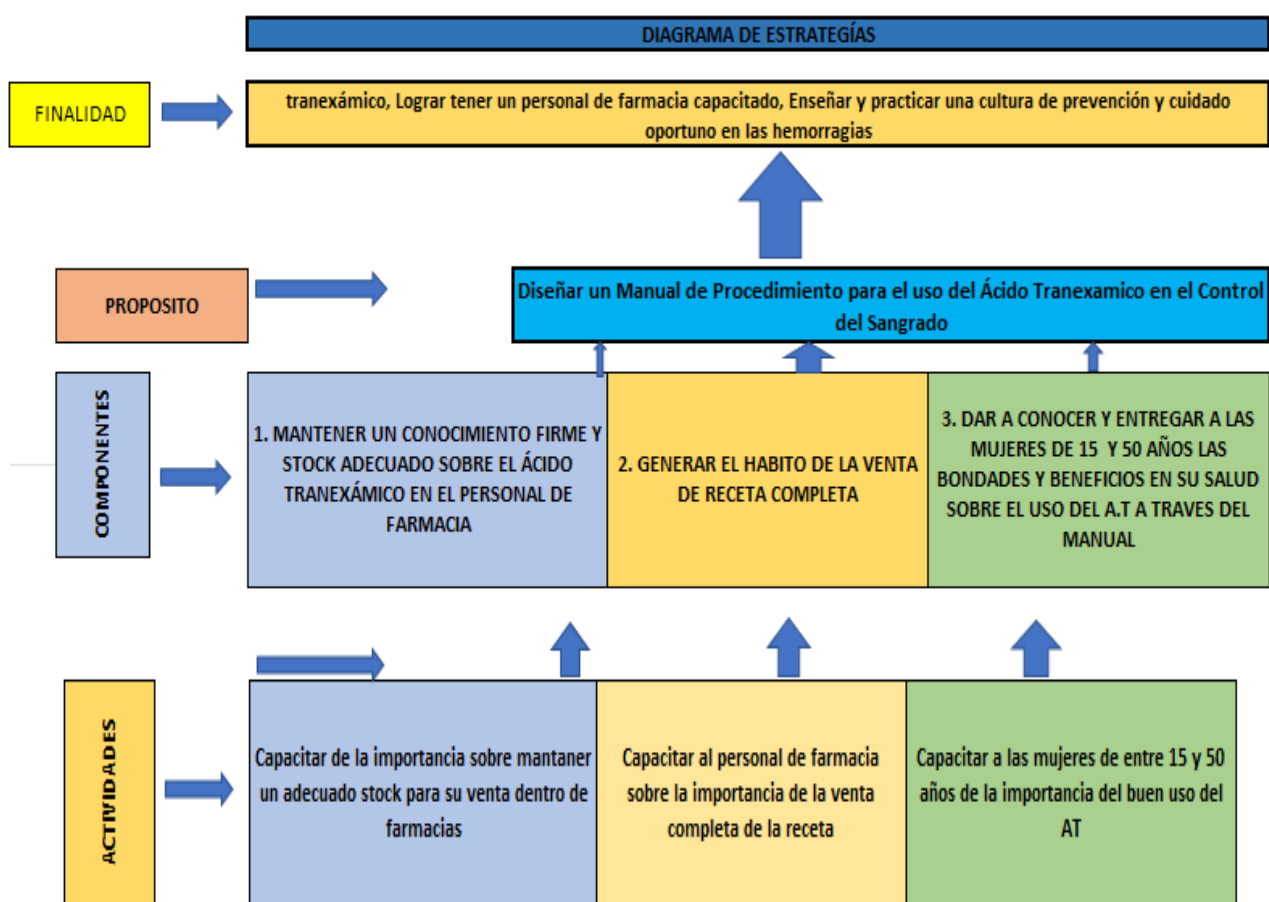 DIAGRAMA DE ESTRATEGÍAS
FINALIDAD
tranexámico, Lograr tener un personal de farmacia capacitado, Enseñar y practicar una cultura de prevención y cuidado
oportuno en las hemorragias
PROPOSITO
Diseñar un Manual de Procedimiento para el uso del Ácido Tranexamico en el Control
del Sangrado
COMPONENTES
1. MANTENER UN CONOCIMIENTO FIRME Y
STOCK ADECUADO SOBRE EL ÁCIDO
TRANEXÁMICO EN EL PERSONAL DE
FARMACIA
2. GENERAR EL HABITO DE LA VENTA
DE RECETA COMPLETA
3. DAR A CONOCER Y ENTREGAR A LAS
MUJERES DE 15 Y 50 AÑOS LAS
BONDADES Y BENEFICIOS EN SU SALUD
SOBRE EL USO DEL A.T A TRAVES DEL
MANUAL
ACTIVIDADES
Capacitar de la importancia sobre mantaner
un adecuado stock para su venta dentro de
farmacias
Capacitar al personal de farmacia
sobre la importancia de la venta
completa de la receta
Capacitar a las mujeres de entre 15 y 50
años de la importancia del buen uso del
AT